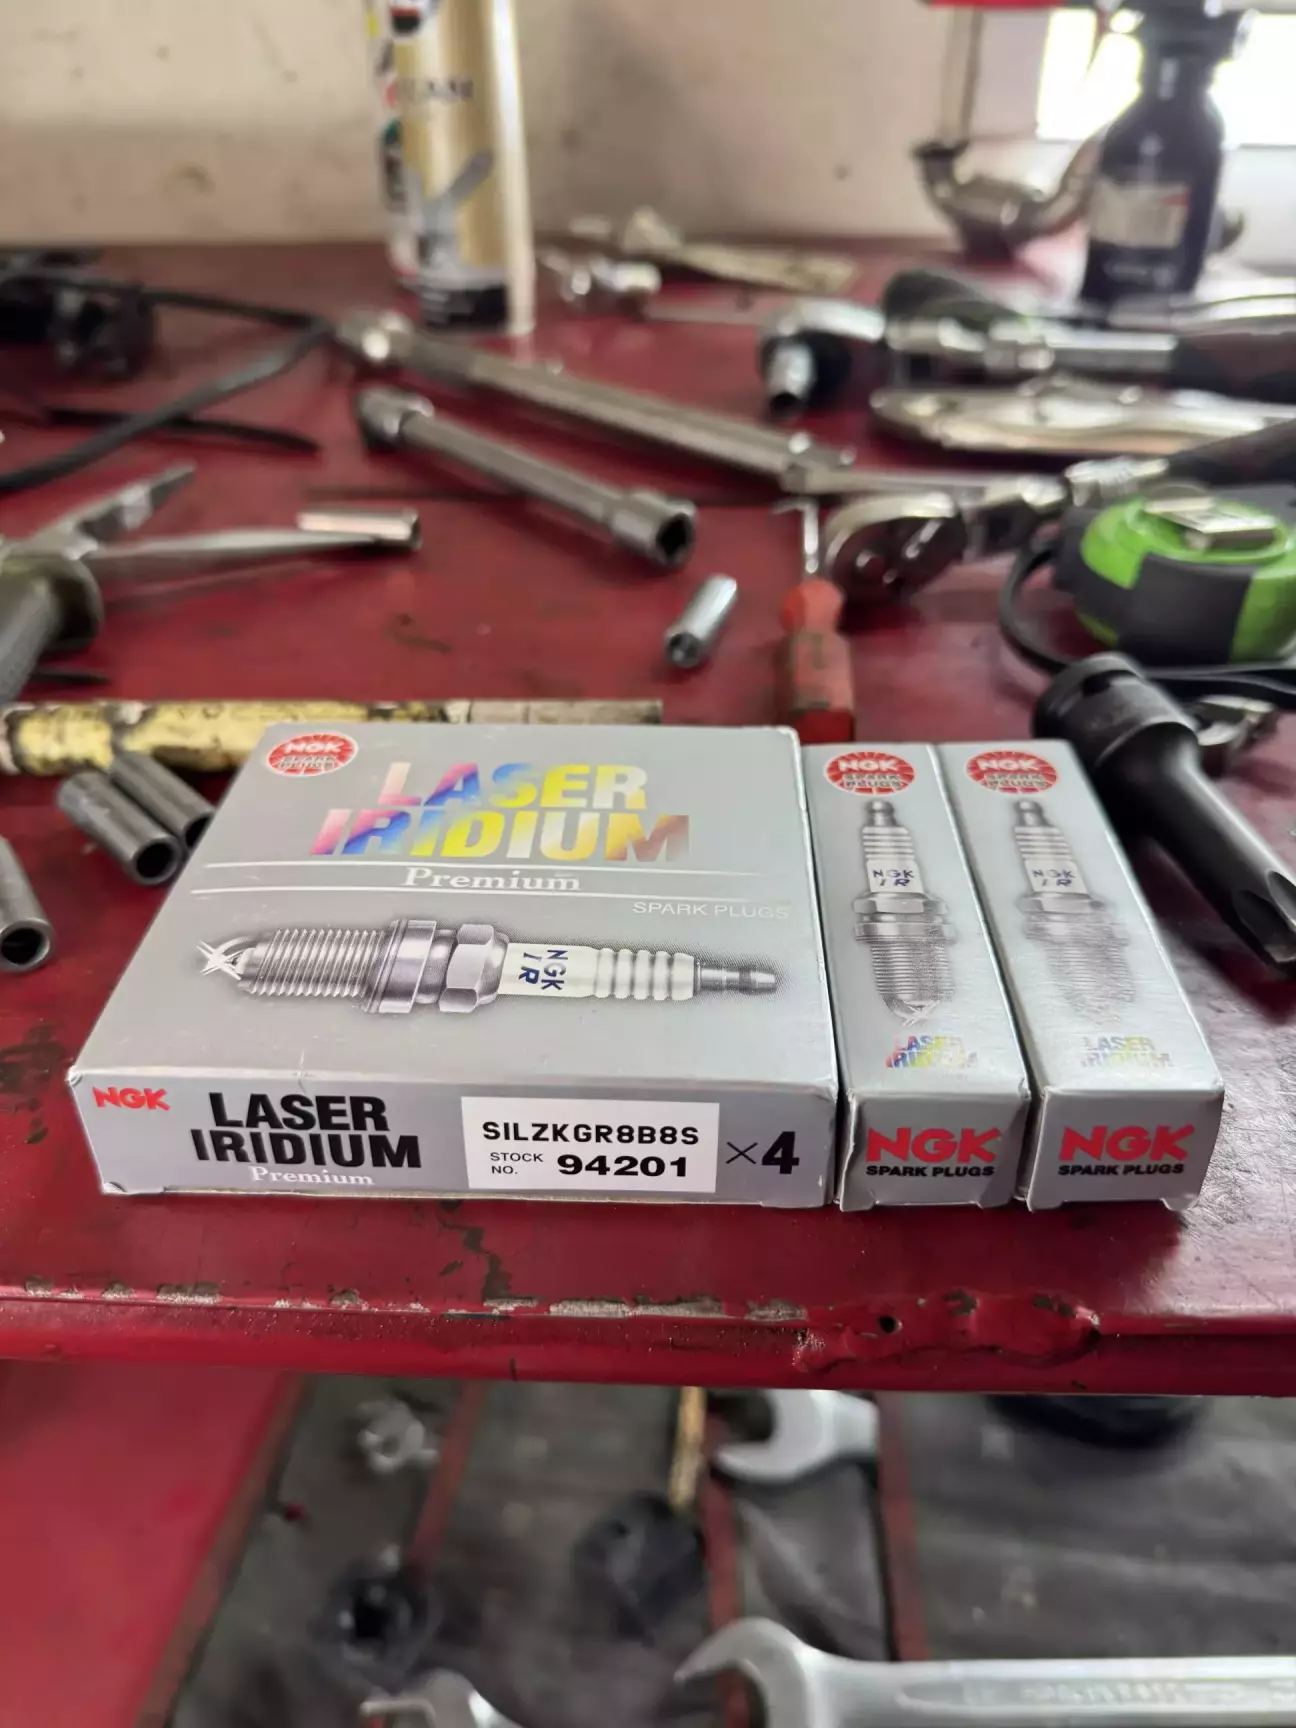 NGK
SPARK
PLUGS
LASER
IRIDIUM
Premium
SPARK PLUGS
NGK
IR
NGK
LASER
IRIDIUM
Premium
SILZKGR8B8S
STOCK
NO. 94201
×4
NGK
SPARK
PLUGS
NGK
IR
LASER
IRIDIUM
NGK
SPARK PLUGS
NGK
SPARK
PLUGS
NGK
IR
LASER
IRIDIUM
NGK
SPARK PLUGS